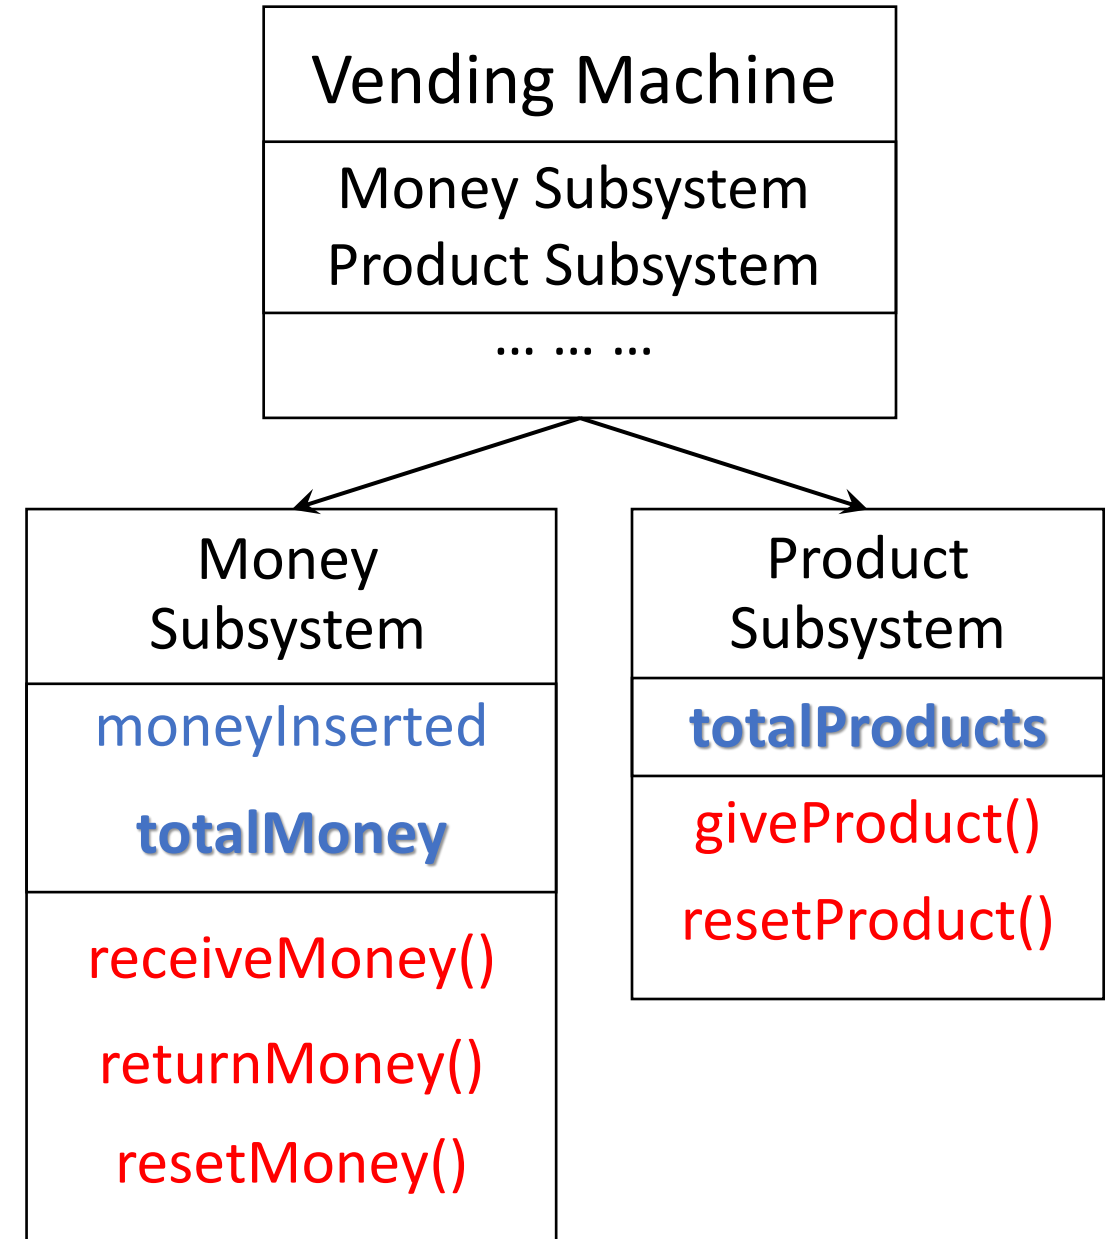 Vending Machine
Money Subsystem
Product Subsystem
... ... ...
Money
Subsystem
moneyInserted
totalMoney
receiveMoney()
returnMoney()
resetMoney()
Product
Subsystem
totalProducts
giveProduct()
resetProduct()